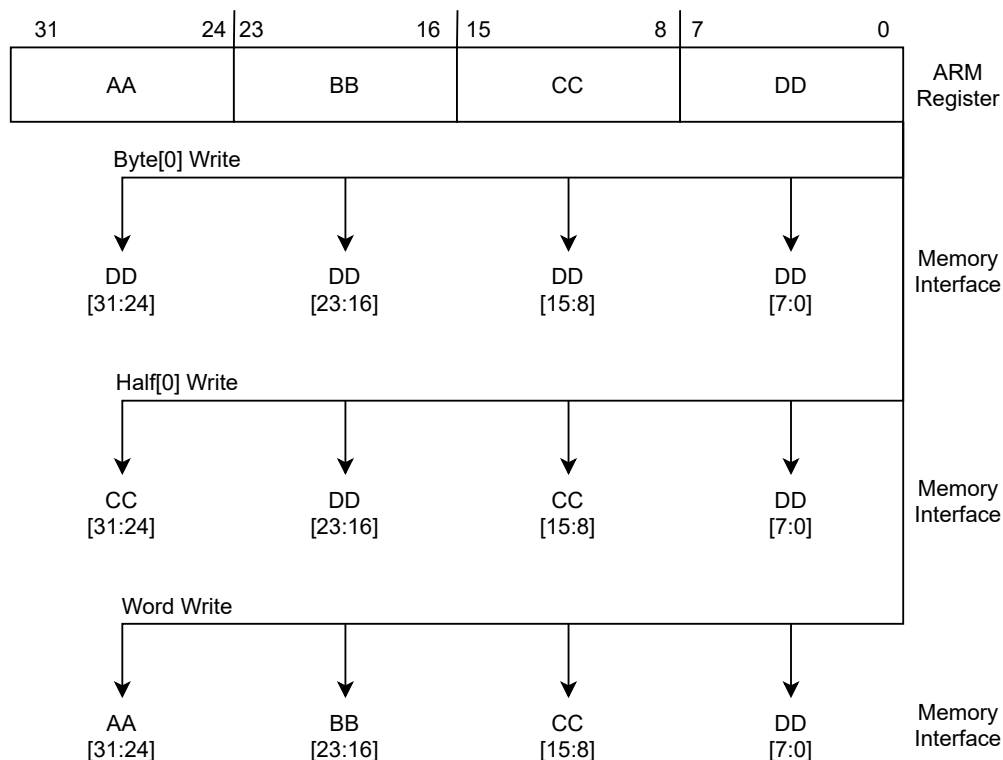 31 24 23 16 15 8 7 0
AA BB CC DD
ARM
Register
Byte[0] Write
DD DD DD DD
[31:24] [23:16] [15:8] [7:0]
Memory
Interface
Half[0] Write
CC DD CC DD
[31:24] [23:16] [15:8] [7:0]
Memory
Interface
Word Write
AA BB CC DD
[31:24] [23:16] [15:8] [7:0]
Memory
Interface